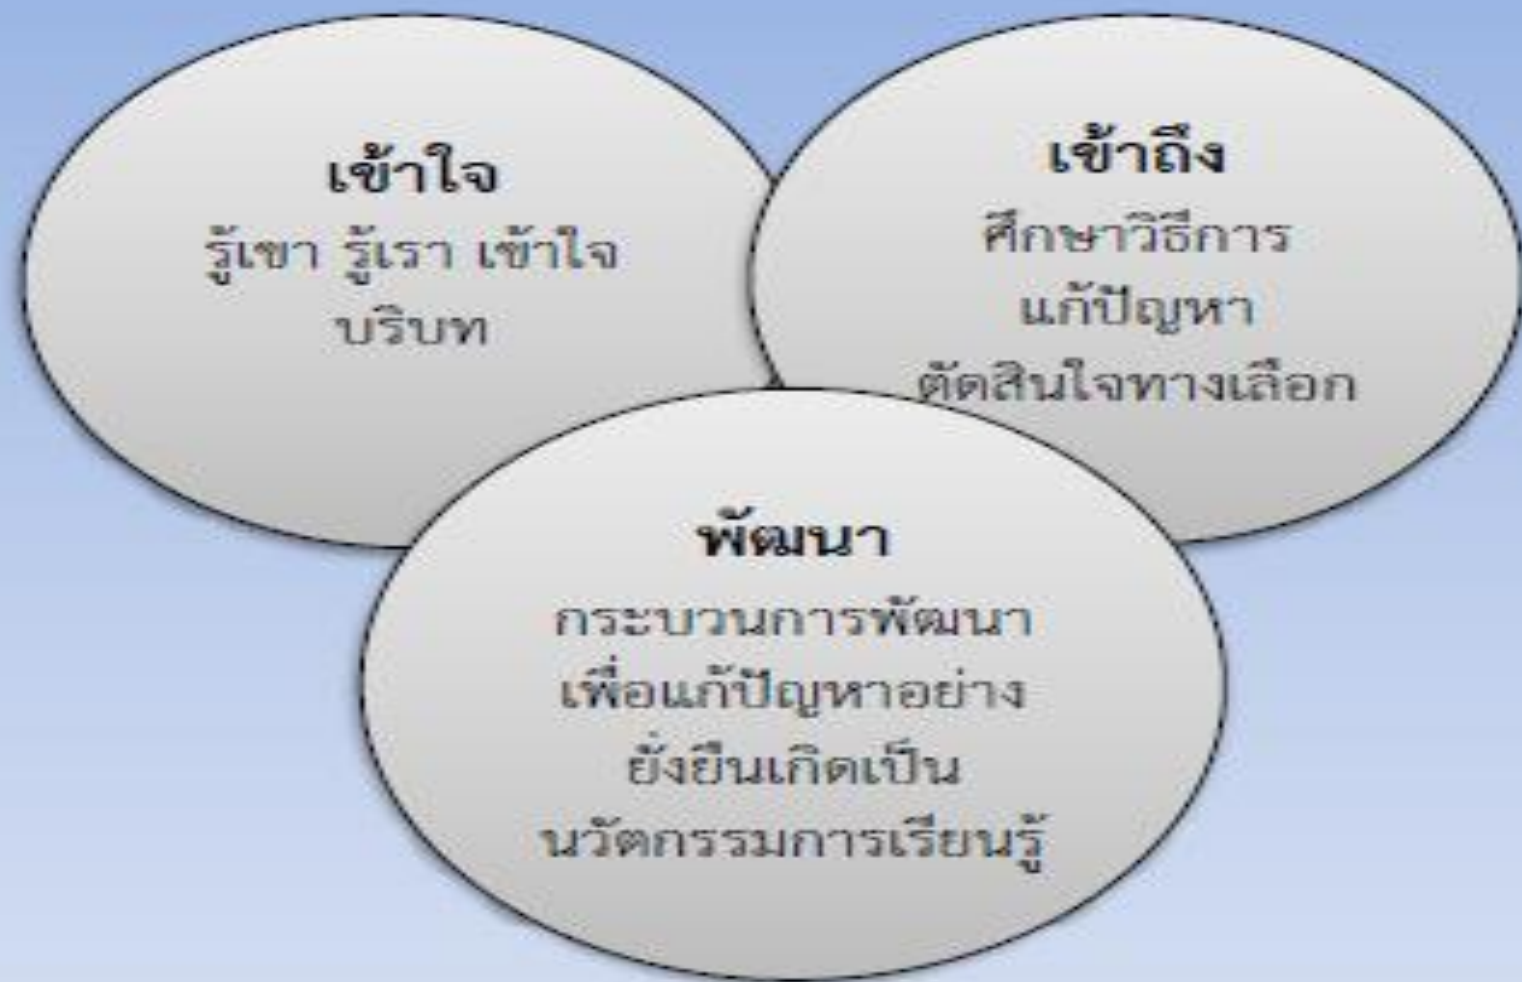 เข้าใจ
รู้เขา รู้เรา เข้าใจ
บริบท
เข้าถึง
ศึกษาวิธีการ
แก้ปัญหา
ตัดสินใจทางเลือก
พัฒนา
กระบวนการพัฒนา
เพื่อแก้ปัญหาอย่าง
ยั่งยืนเกิดเป็น
นวัตกรรมการเรียนรู้